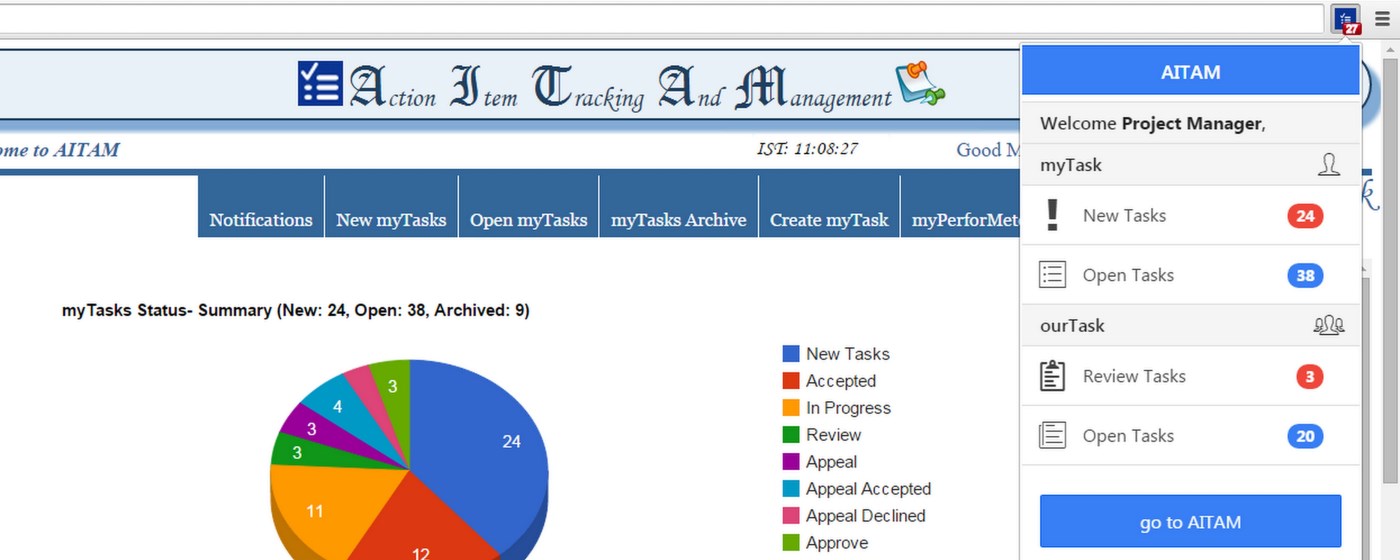 27
Action Item Tracking And Management
ome to AITAM
IST: 11:08:27
Good M
Notifications
New myTasks
Open myTasks
myTasks Archive
Create myTask
myPerforMete
myTasks Status- Summary (New: 24, Open: 38, Archived: 9)
3
4
3
3
11
12
24
New Tasks
Accepted
In Progress
Review
Appeal
Appeal Accepted
Appeal Declined
Approve
AITAM
Welcome Project Manager,
myTask
New Tasks 24
Open Tasks 38
ourTask
Review Tasks 3
Open Tasks 20
go to AITAM
k